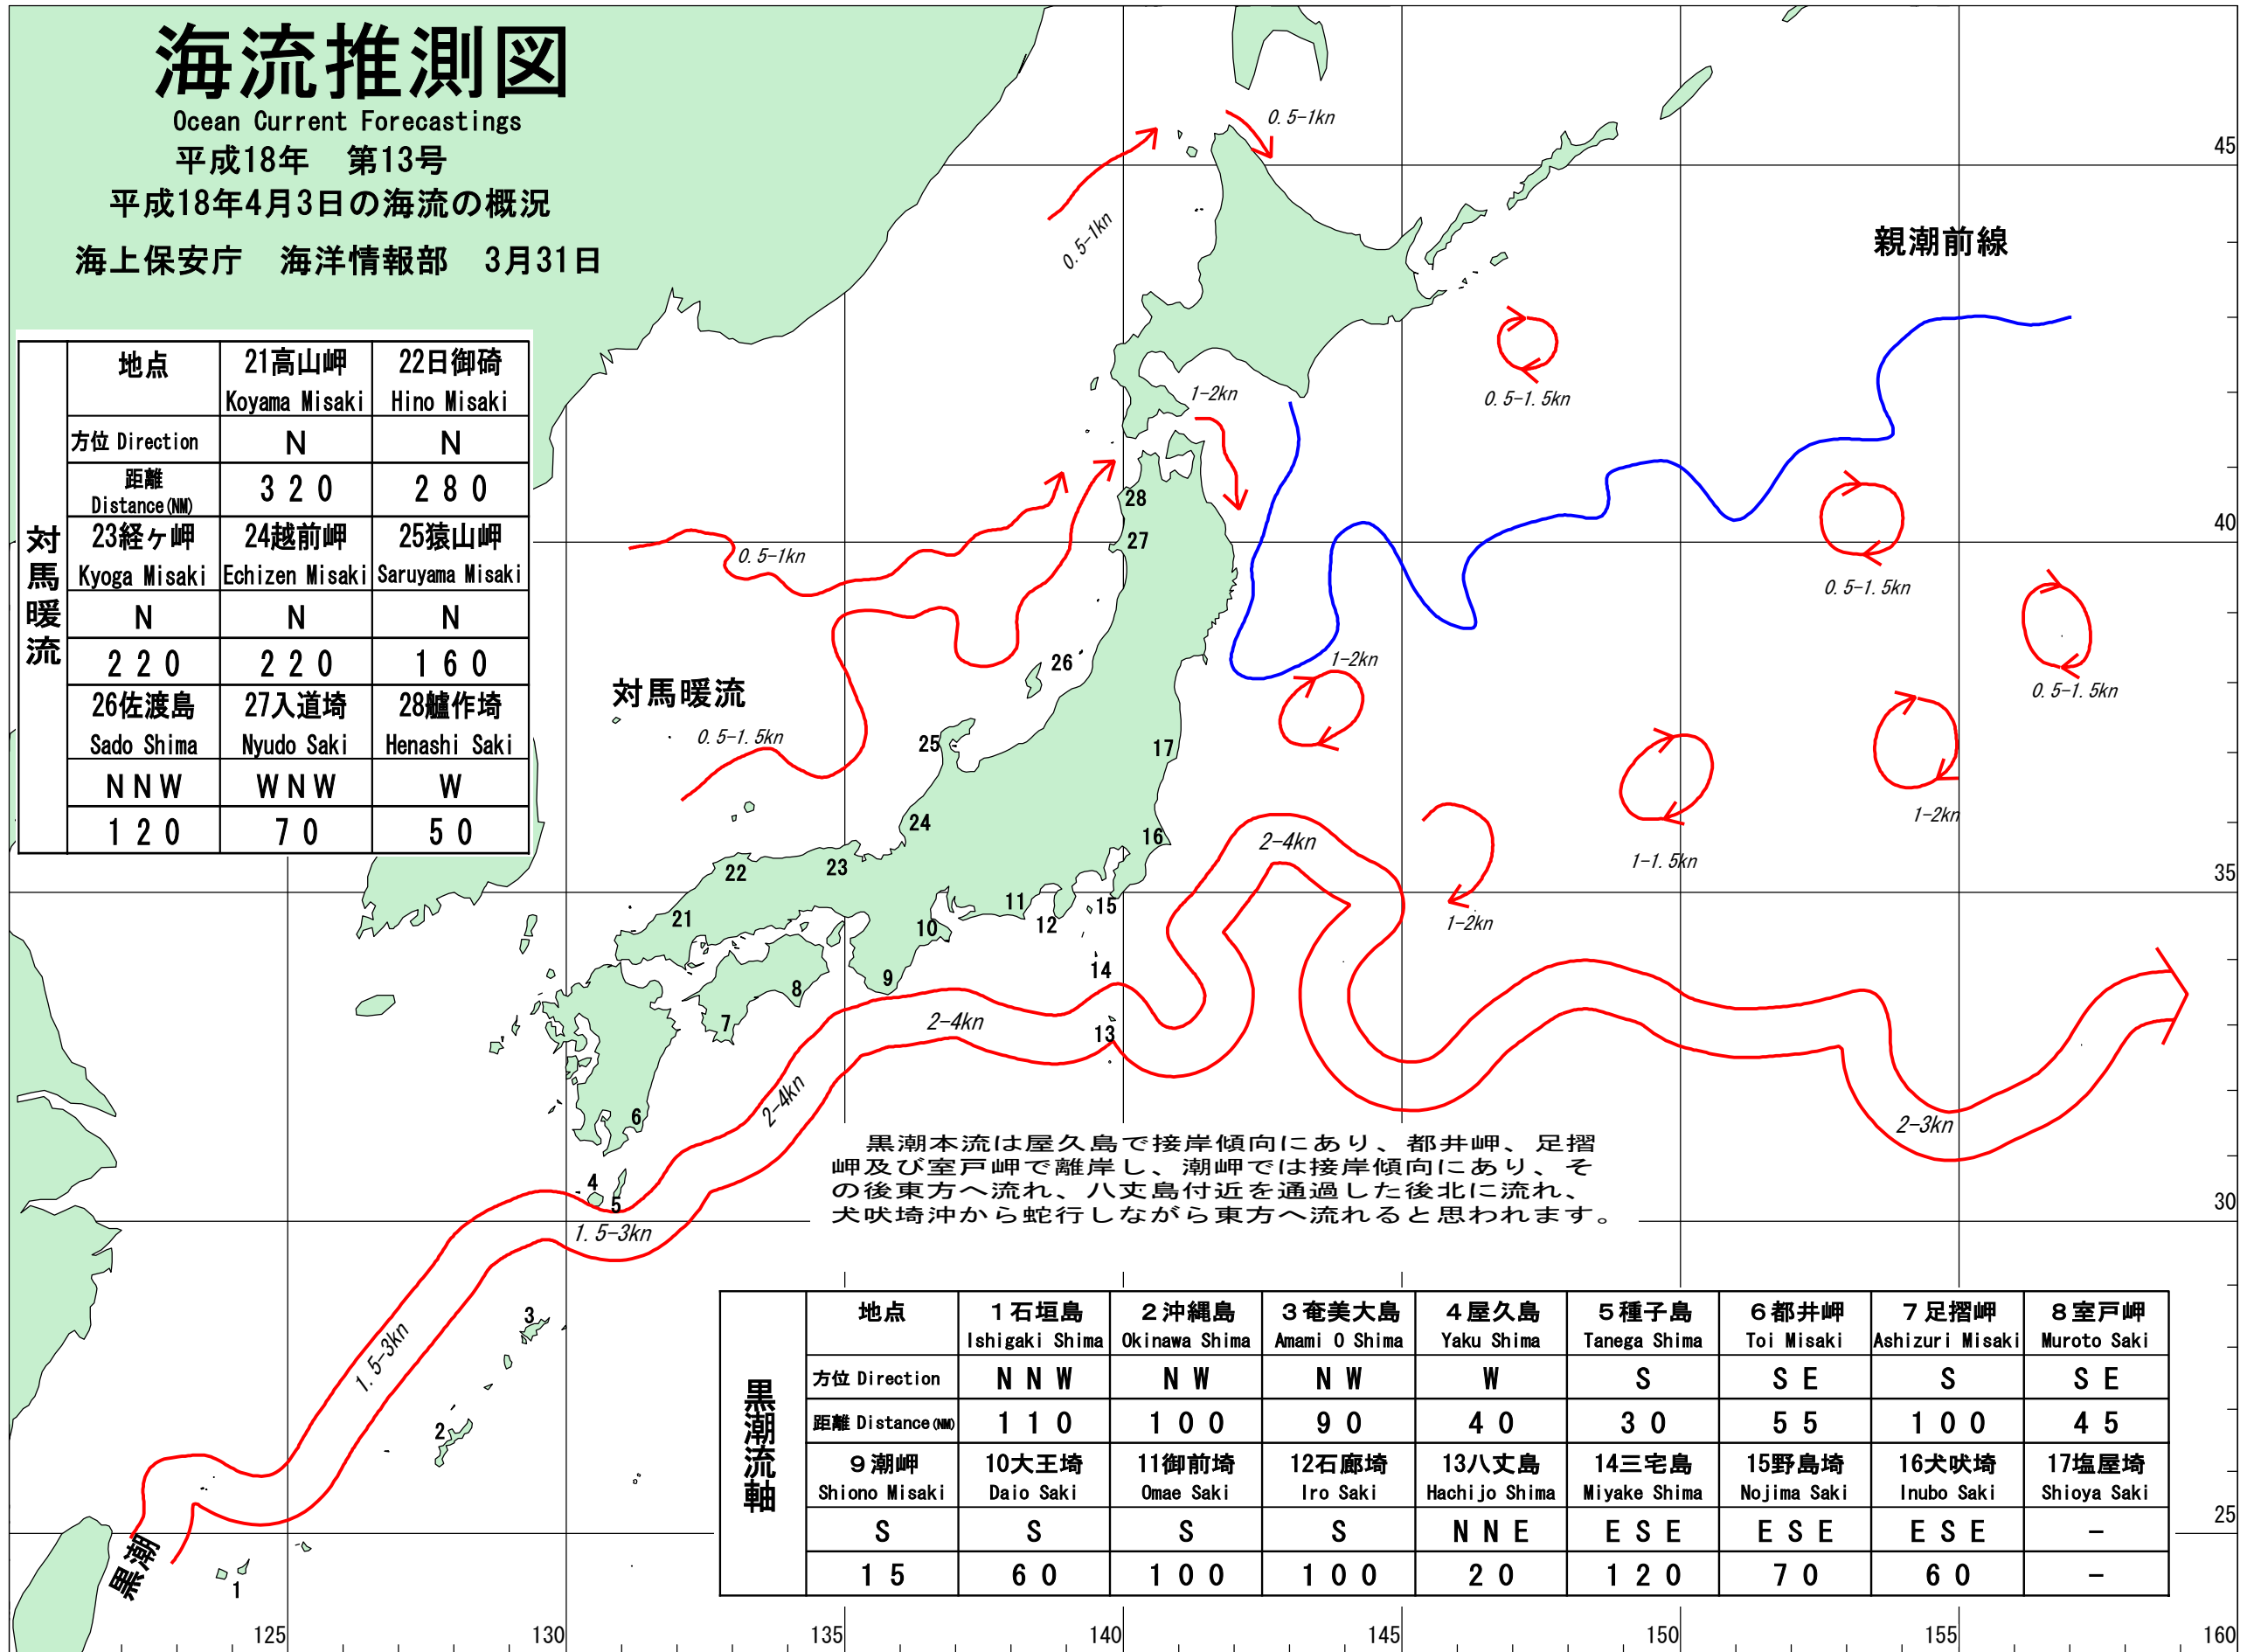 海流推測図
Ocean Current Forecastings
平成18年　第13号
平成18年4月3日の海流の概況
海上保安庁　海洋情報部　3月31日
対馬暖流
地点 21高山岬 22日御碕
Koyama Misaki Hino Misaki
方位 Direction N N
距離 Distance(NM) 320 280
23経ヶ岬 24越前岬 25猿山岬
Kyoga Misaki Echizen Misaki Saruyama Misaki
N N N
220 220 160
26佐渡島 27入道埼 28艫作埼
Sado Shima Nyudo Saki Henashi Saki
NNW WNW W
120 70 50
0.5-1kn
0.5-1kn
親潮前線
1-2kn
0.5-1.5kn
0.5-1kn
0.5-1.5kn
0.5-1.5kn
対馬暖流
0.5-1.5kn
1-2kn
1-2kn
1-1.5kn
1-2kn
2-4kn
2-4kn
2-4kn
2-3kn
1.5-3kn
1.5-3kn
黒潮
28
27
26
25
24
23
22
21
17
16
15
14
13
12
11
10
9
8
7
6
5
4
3
2
1
45
40
35
30
25
125 130 135 140 145 150 155 160
黒潮本流は屋久島で接岸傾向にあり、都井岬、足摺
岬及び室戸岬で離岸し、潮岬では接岸傾向にあり、そ
の後東方へ流れ、八丈島付近を通過した後北に流れ、
犬吠埼沖から蛇行しながら東方へ流れると思われます。
黒潮流軸
地点 1石垣島 2沖縄島 3奄美大島 4屋久島 5種子島 6都井岬 7足摺岬 8室戸岬
Ishigaki Shima Okinawa Shima Amami O Shima Yaku Shima Tanega Shima Toi Misaki Ashizuri Misaki Muroto Saki
方位 Direction NNW NW NW W S SE S SE
距離 Distance(NM) 110 100 90 40 30 55 100 45
9潮岬 10大王埼 11御前埼 12石廊埼 13八丈島 14三宅島 15野島埼 16犬吠埼 17塩屋埼
Shiono Misaki Daio Saki Omae Saki Iro Saki Hachijo Shima Miyake Shima Nojima Saki Inubo Saki Shioya Saki
S S S S NNE ESE ESE ESE -
15 60 100 100 20 120 70 60 -